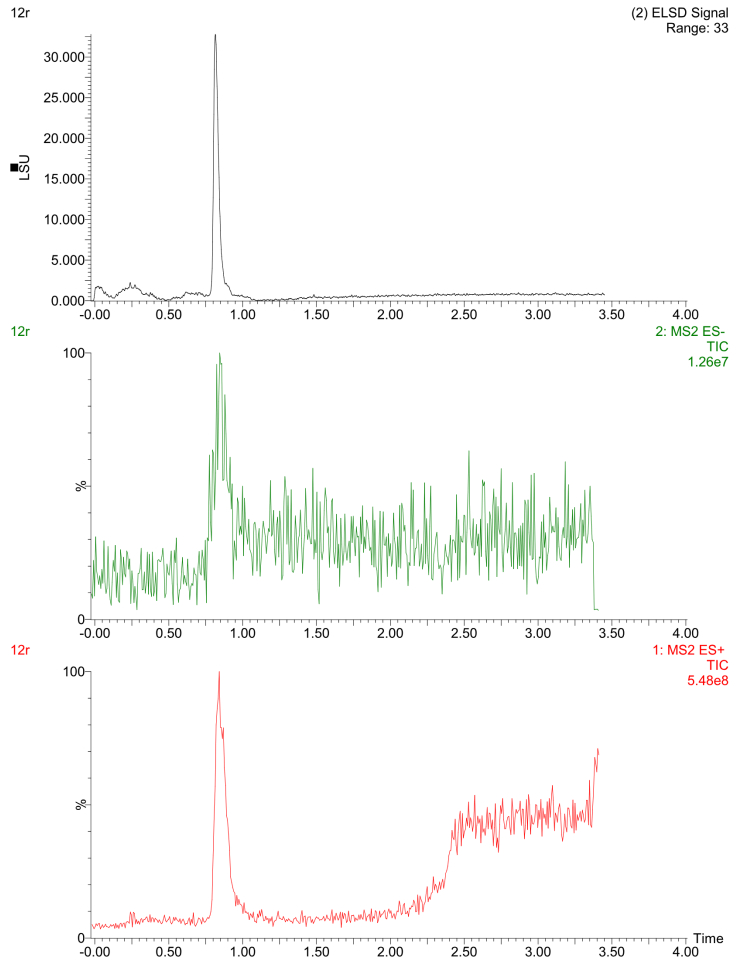 12r
(2) ELSD Signal
Range: 33
LSU
30.000
25.000
20.000
15.000
10.000
5.000
0.000
-0.00 0.50 1.00 1.50 2.00 2.50 3.00 3.50 4.00
12r
2: MS2 ES-
TIC
1.26e7
100
%
0
-0.00 0.50 1.00 1.50 2.00 2.50 3.00 3.50 4.00
12r
1: MS2 ES+
TIC
5.48e8
100
%
0
Time
-0.00 0.50 1.00 1.50 2.00 2.50 3.00 3.50 4.00